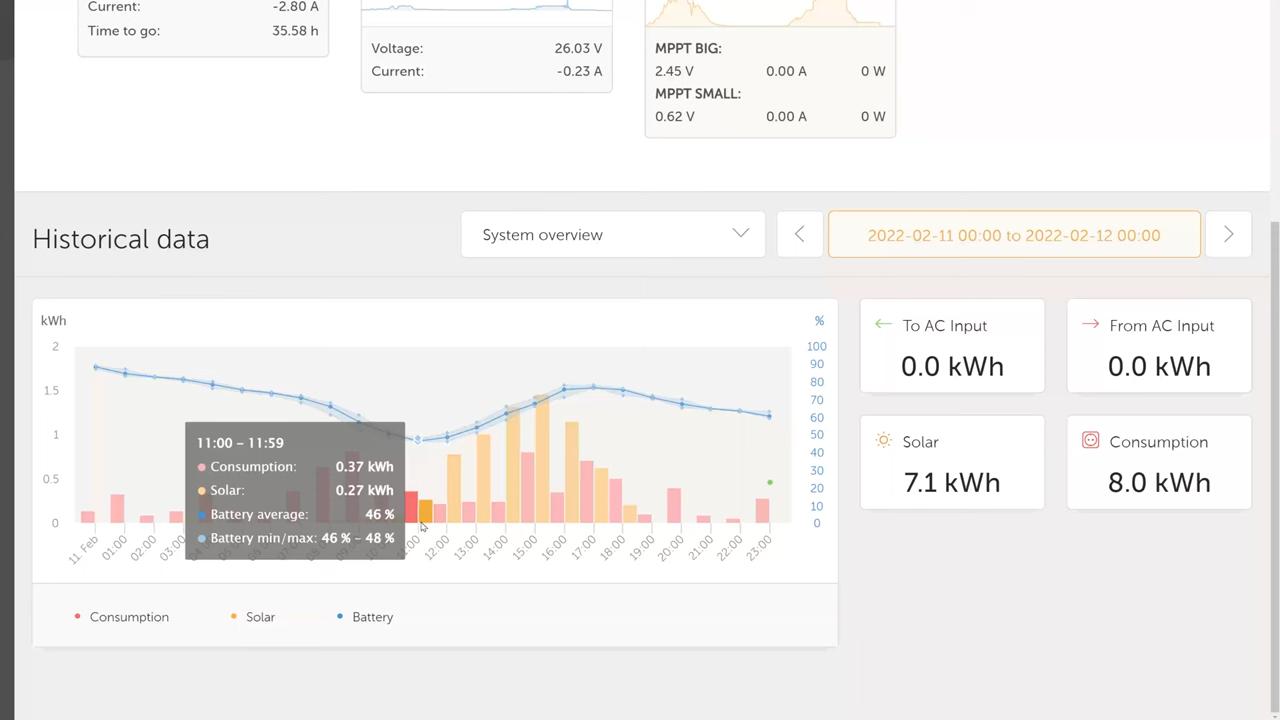 Current: -2.80 A
Time to go: 35.58 h
Voltage: 26.03 V
Current: -0.23 A
MPPT BIG:
2.45 V 0.00 A 0 W
MPPT SMALL:
0.62 V 0.00 A 0 W
Historical data
System overview
2022-02-11 00:00 to 2022-02-12 00:00
kWh
%
2
1.5
1
0.5
0
100
90
80
70
60
50
40
30
20
10
0
11:00 – 11:59
Consumption: 0.37 kWh
Solar: 0.27 kWh
Battery average: 46 %
Battery min/max: 46 % – 48 %
11. Feb
01:00
02:00
12:00
13:00
14:00
15:00
16:00
17:00
18:00
19:00
20:00
21:00
22:00
23:00
Consumption
Solar
Battery
To AC Input
0.0 kWh
From AC Input
0.0 kWh
Solar
7.1 kWh
Consumption
8.0 kWh